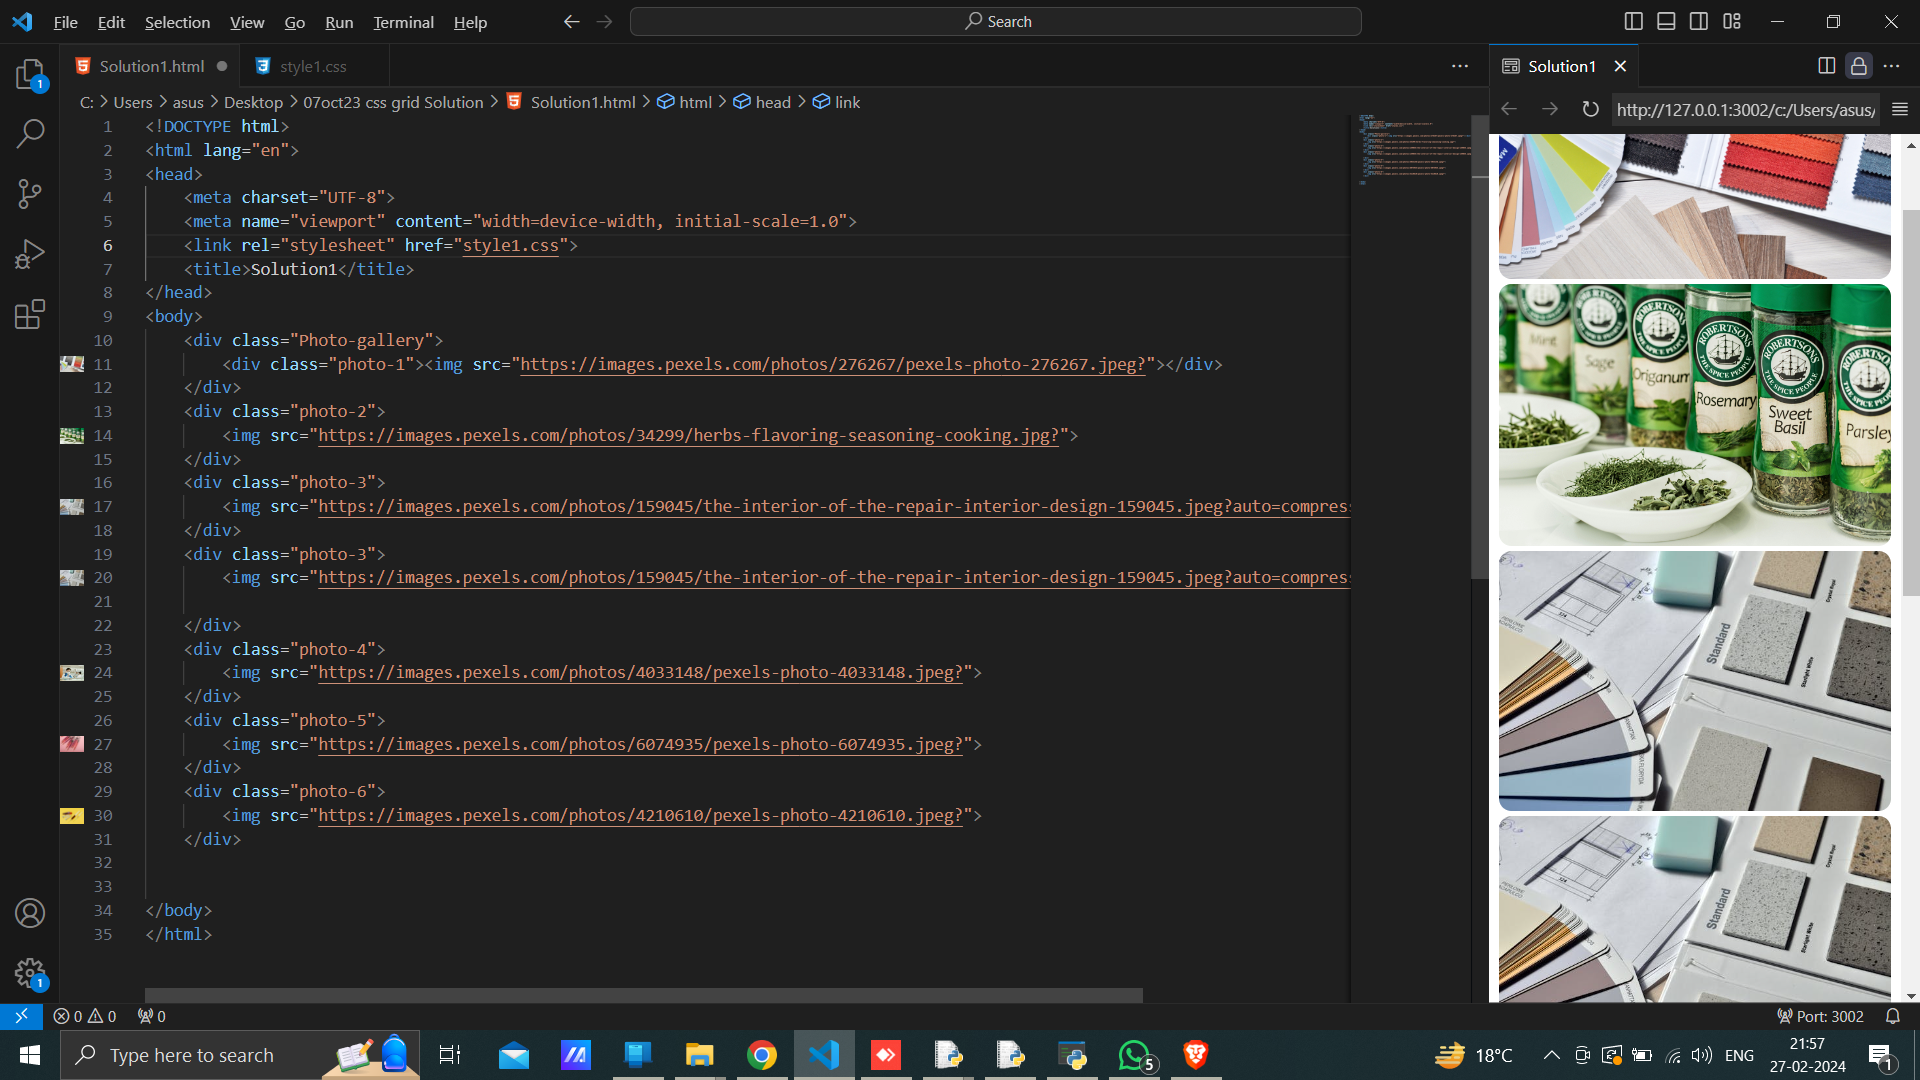 File Edit Selection View Go Run Terminal Help
Search
Solution1.html
style1.css
Solution1
C: > Users > asus > Desktop > 07oct23 css grid Solution > Solution1.html > html > head > link
http://127.0.0.1:3002/c:/Users/asus/
1 <!DOCTYPE html>
2 <html lang="en">
3 <head>
4 <meta charset="UTF-8">
5 <meta name="viewport" content="width=device-width, initial-scale=1.0">
6 <link rel="stylesheet" href="style1.css">
7 <title>Solution1</title>
8 </head>
9 <body>
10 <div class="Photo-gallery">
11 <div class="photo-1"><img src="https://images.pexels.com/photos/276267/pexels-photo-276267.jpeg?"></div>
12 </div>
13 <div class="photo-2">
14 <img src="https://images.pexels.com/photos/34299/herbs-flavoring-seasoning-cooking.jpg?">
15 </div>
16 <div class="photo-3">
17 <img src="https://images.pexels.com/photos/159045/the-interior-of-the-repair-interior-design-159045.jpeg?auto=compress
18 </div>
19 <div class="photo-3">
20 <img src="https://images.pexels.com/photos/159045/the-interior-of-the-repair-interior-design-159045.jpeg?auto=compress
21
22 </div>
23 <div class="photo-4">
24 <img src="https://images.pexels.com/photos/4033148/pexels-photo-4033148.jpeg?">
25 </div>
26 <div class="photo-5">
27 <img src="https://images.pexels.com/photos/6074935/pexels-photo-6074935.jpeg?">
28 </div>
29 <div class="photo-6">
30 <img src="https://images.pexels.com/photos/4210610/pexels-photo-4210610.jpeg?">
31 </div>
32
33
34 </body>
35 </html>
ROBERTSONS
THE SPICE PEOPLE
Mint
Sage
Origanum
Rosemary
Sweet
Basil
Parsley
Standard
Standard
1
1
0 0 0
Port: 3002
Type here to search
5
18°C
ENG
21:57
27-02-2024
1